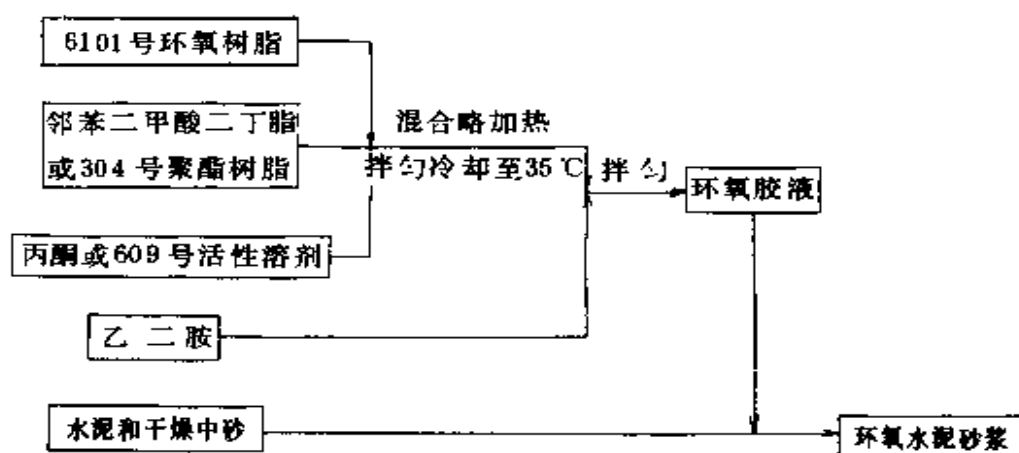 6101号环氧树脂
邻苯二甲酸二丁脂
或304号聚酯树脂
混合略加热
拌匀冷却至35℃
拌匀
环氧胶液
丙酮或609号活性溶剂
乙二胺
水泥和干燥中砂
环氧水泥砂浆